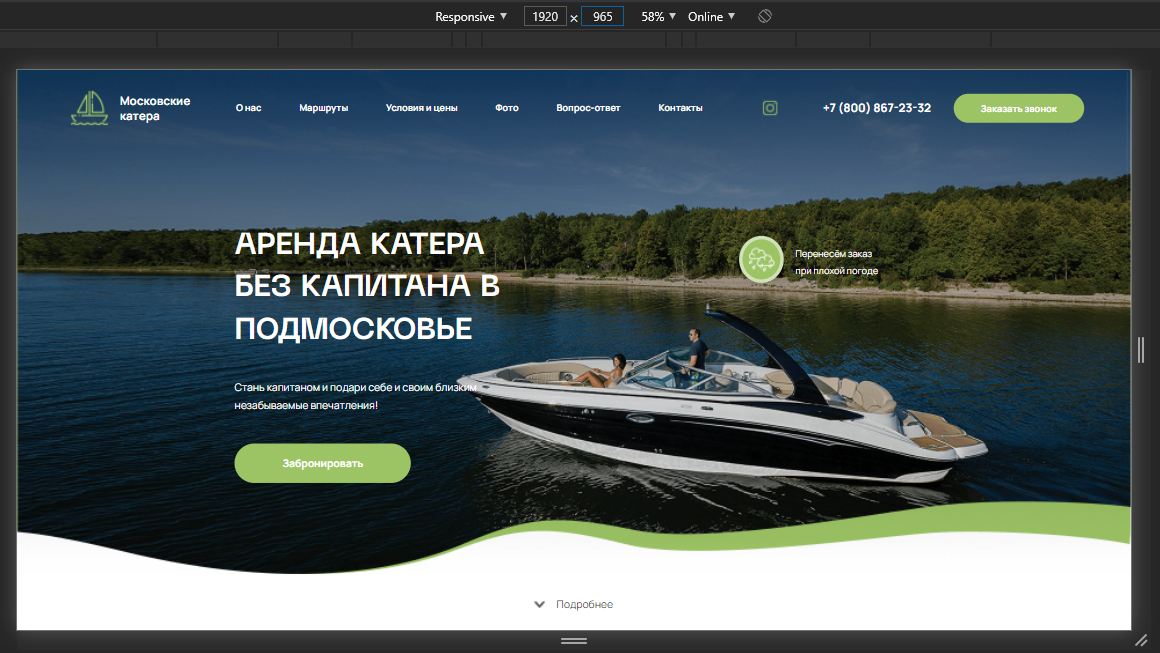 Responsive 1920 × 965 58% Online
Московские
катера
О нас Маршруты Условия и цены Фото Вопрос-ответ Контакты +7 (800) 867-23-32 Заказать звонок
АРЕНДА КАТЕРА
БЕЗ КАПИТАНА В
ПОДМОСКОВЬЕ
Перенесём заказ
при плохой погоде
Стань капитаном и подари себе и своим близким
незабываемые впечатления!
Забронировать
Подробнее